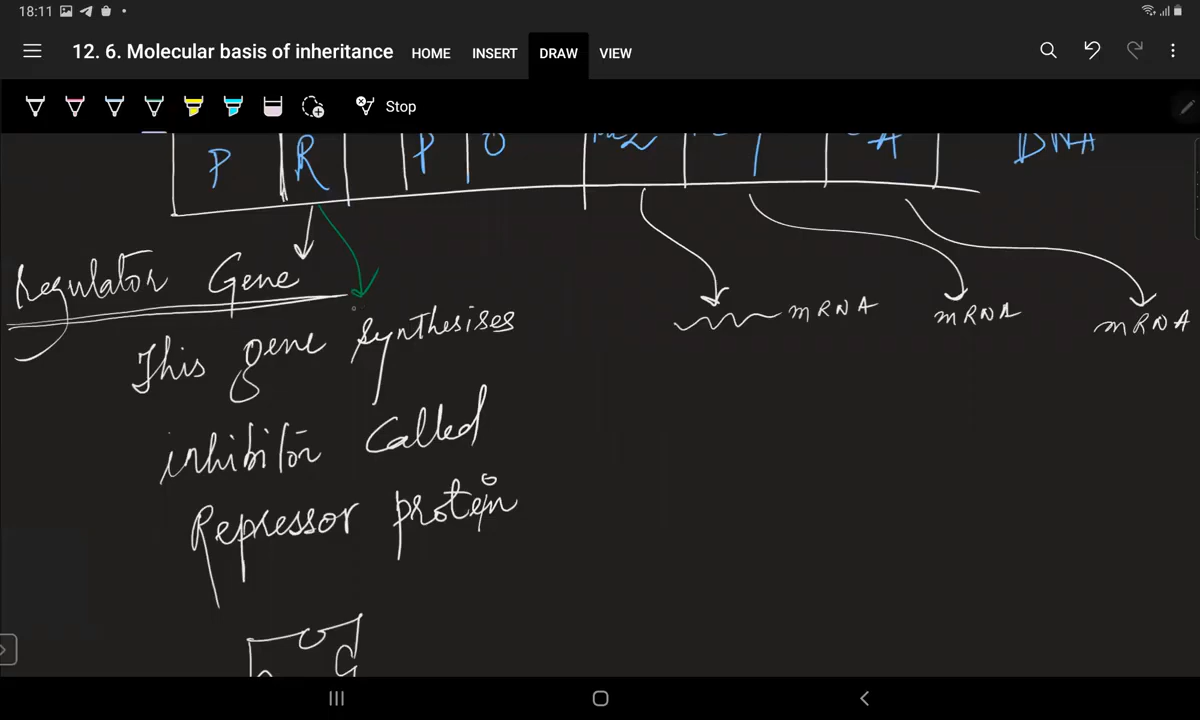 18:11
12. 6. Molecular basis of inheritance HOME INSERT DRAW VIEW
Stop
P R P O DNA
Regulator Gene
This gene synthesises
inhibitor called
Repressor protein
mRNA mRNA mRNA